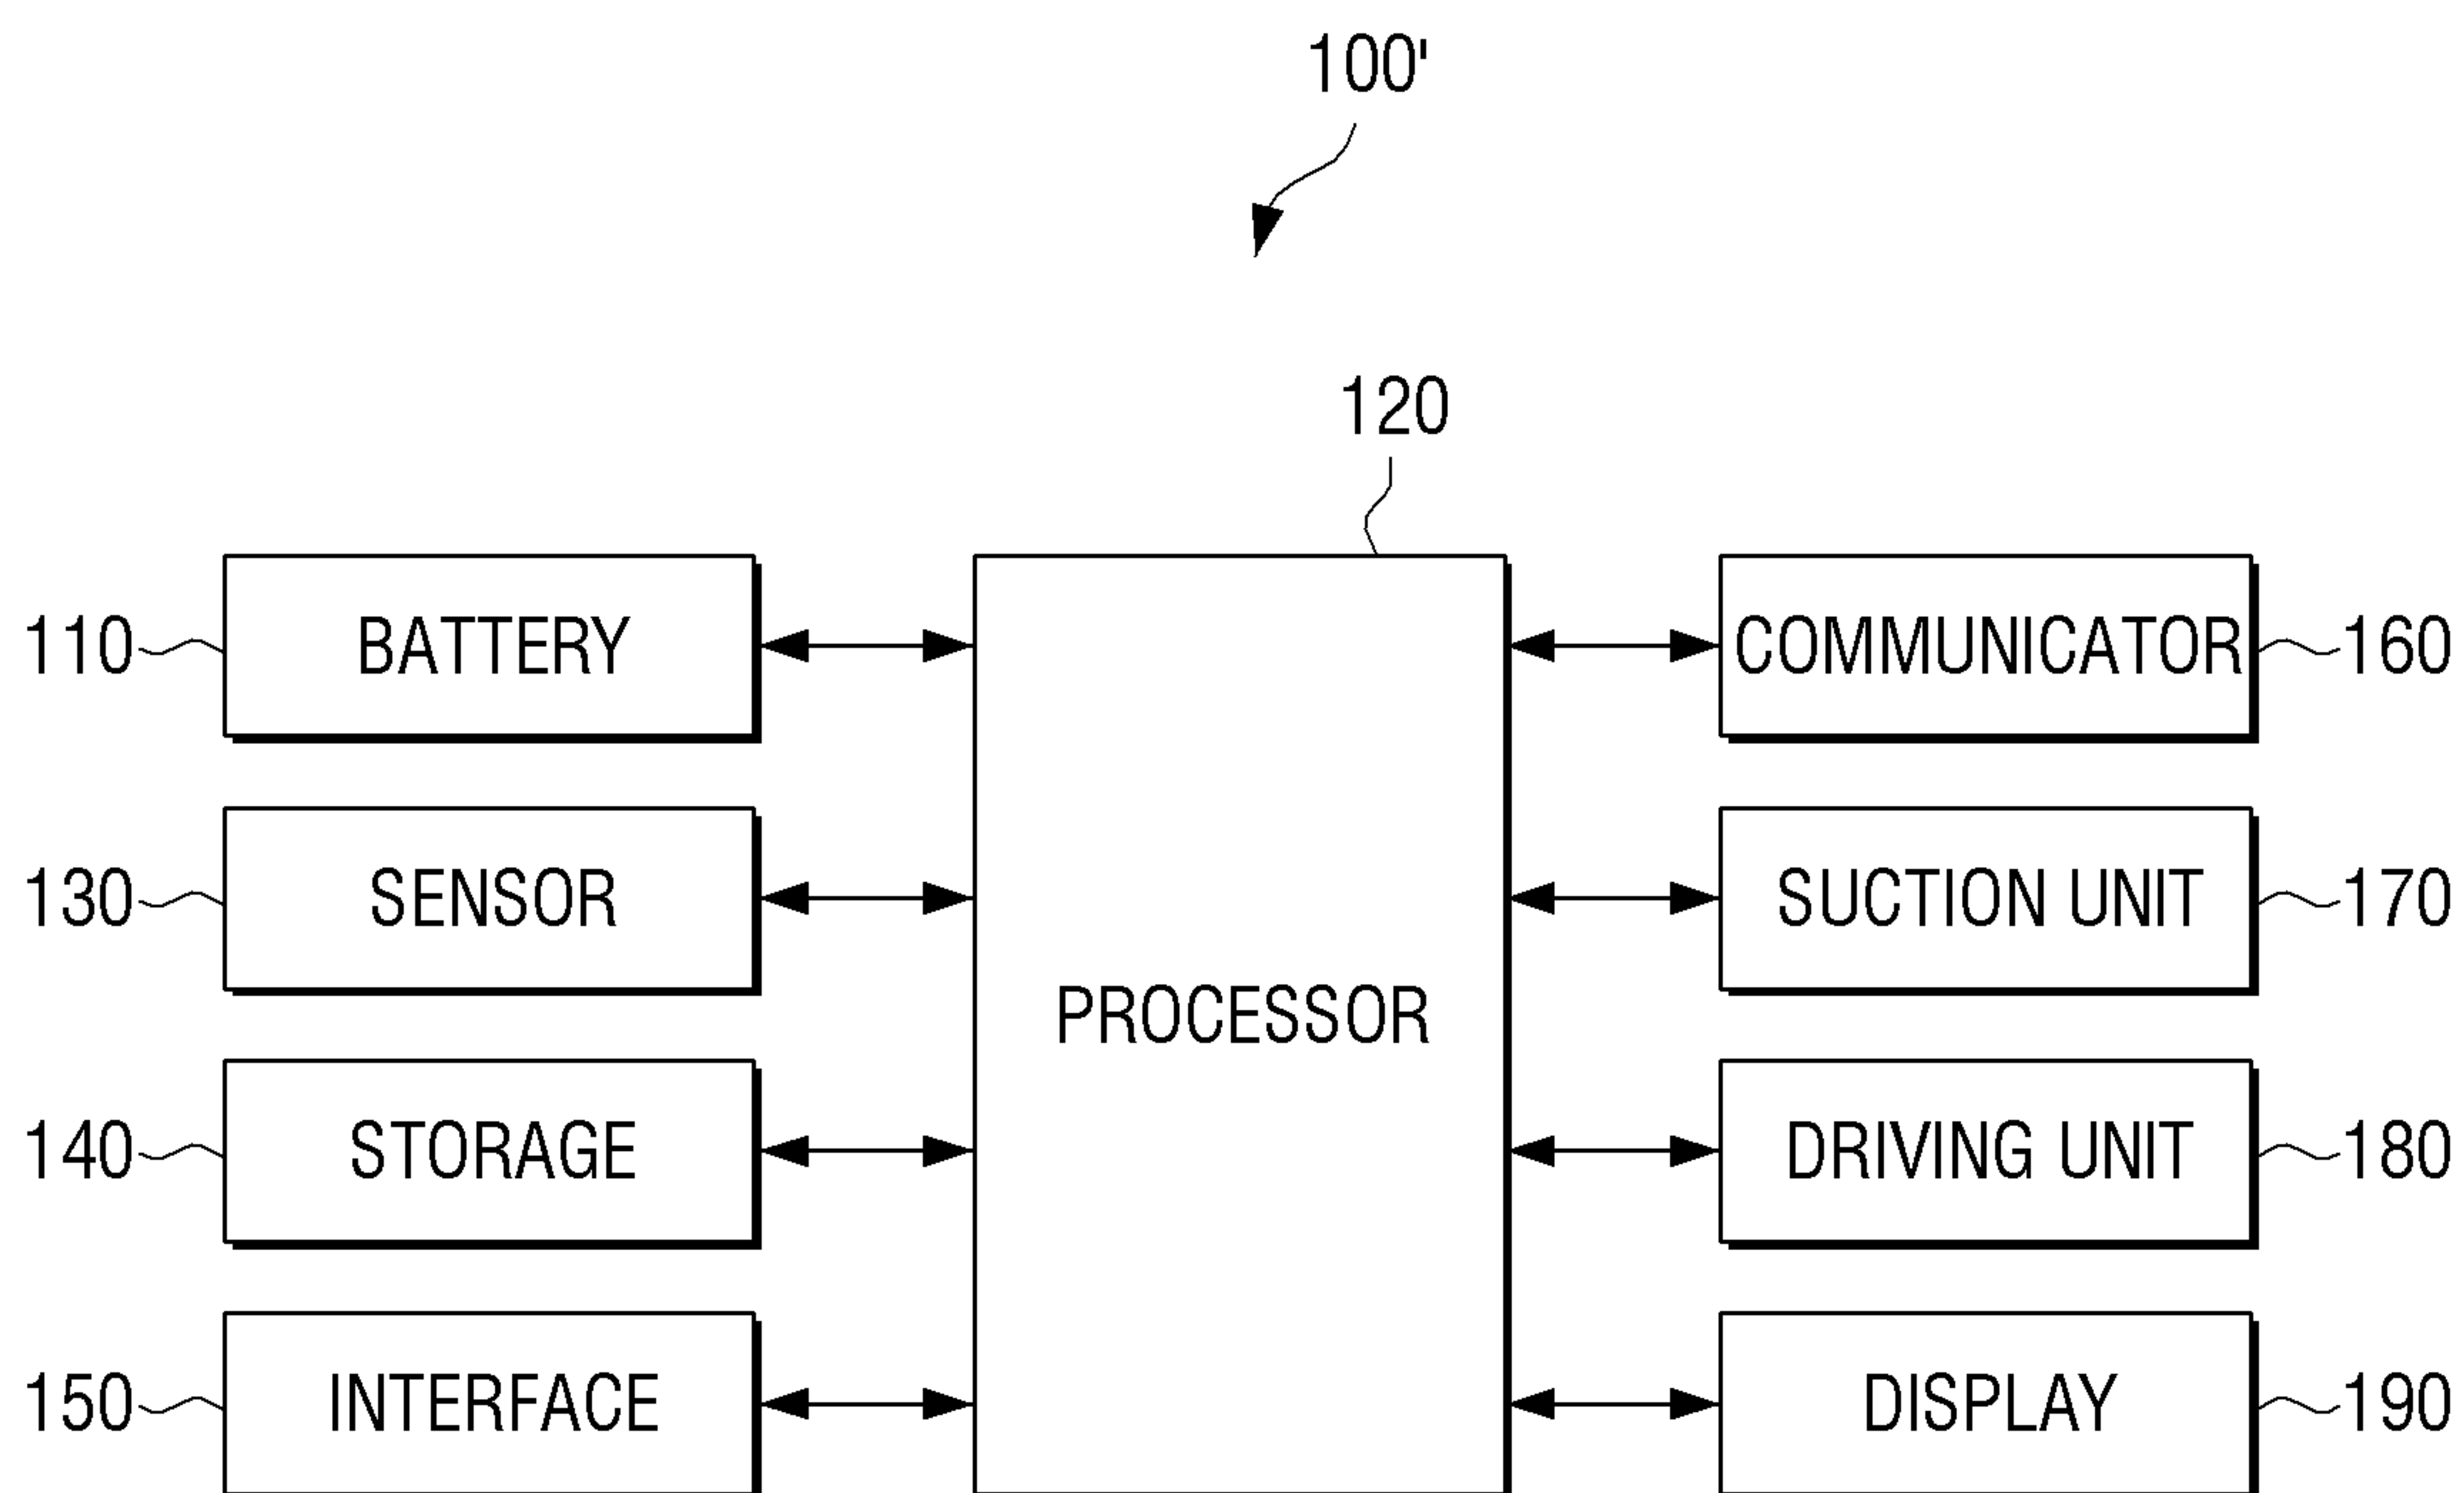 100'
120
110 BATTERY COMMUNICATOR 160
130 SENSOR SUCTION UNIT 170
PROCESSOR
140 STORAGE DRIVING UNIT 180
150 INTERFACE DISPLAY 190